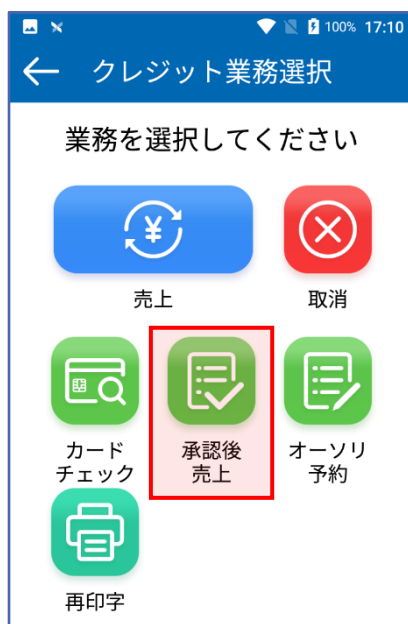 100% 17:10
クレジット業務選択
業務を選択してください
売上
取消
カード
チェック
承認後
売上
オーソリ
予約
再印字